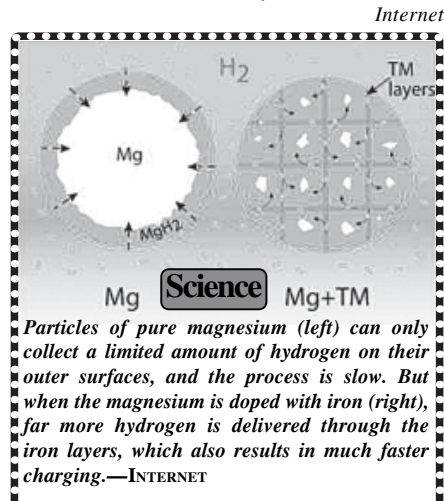 Internet
H2
TM
layers
Mg
MgH2
Science
Mg
Mg+TM
Particles of pure magnesium (left) can only
collect a limited amount of hydrogen on their
outer surfaces, and the process is slow. But
when the magnesium is doped with iron (right),
far more hydrogen is delivered through the
iron layers, which also results in much faster
charging.—INTERNET